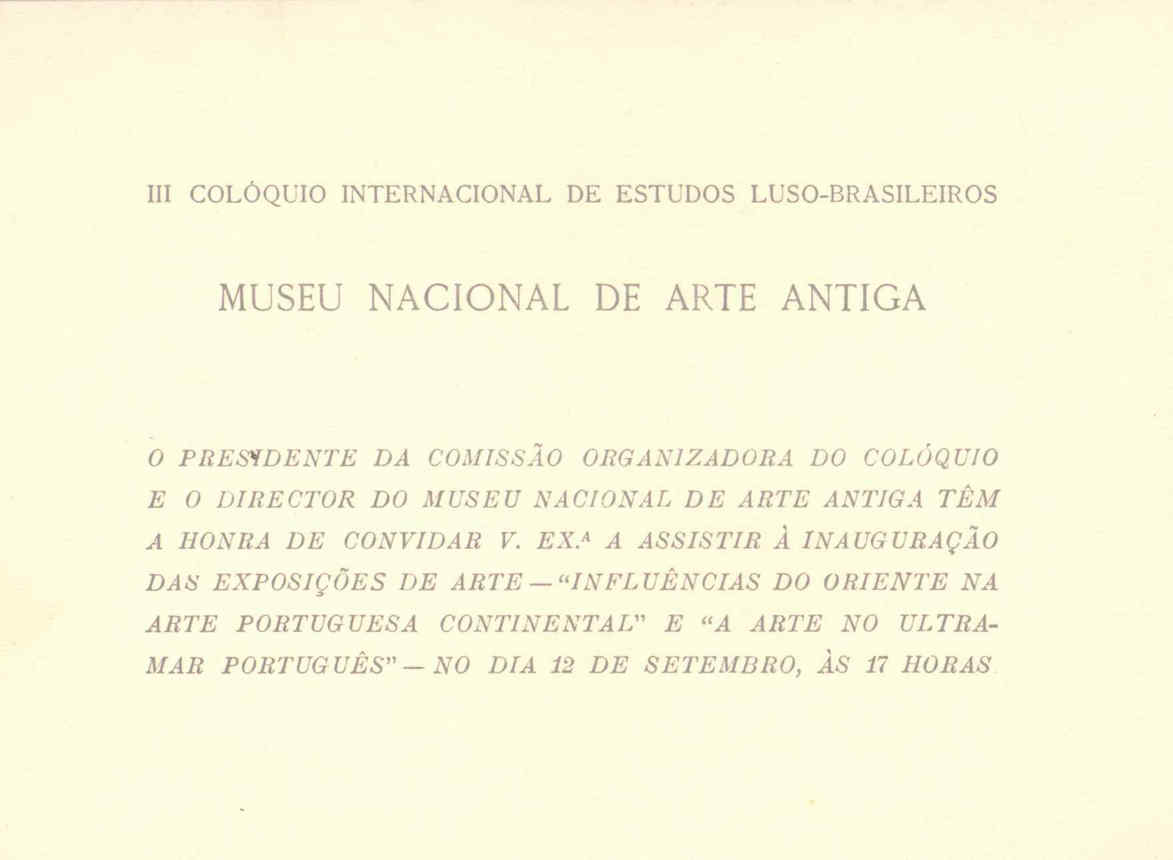 III COLÓQUIO INTERNACIONAL DE ESTUDOS LUSO-BRASILEIROS
MUSEU NACIONAL DE ARTE ANTIGA
O PRESIDENTE DA COMISSÃO ORGANIZADORA DO COLÓQUIO
E O DIRECTOR DO MUSEU NACIONAL DE ARTE ANTIGA TÊM
A HONRA DE CONVIDAR V. EX.ᴬ A ASSISTIR À INAUGURAÇÃO
DAS EXPOSIÇÕES DE ARTE — “INFLUÊNCIAS DO ORIENTE NA
ARTE PORTUGUESA CONTINENTAL” E “A ARTE NO ULTRA-
MAR PORTUGUÊS” — NO DIA 12 DE SETEMBRO, ÀS 17 HORAS